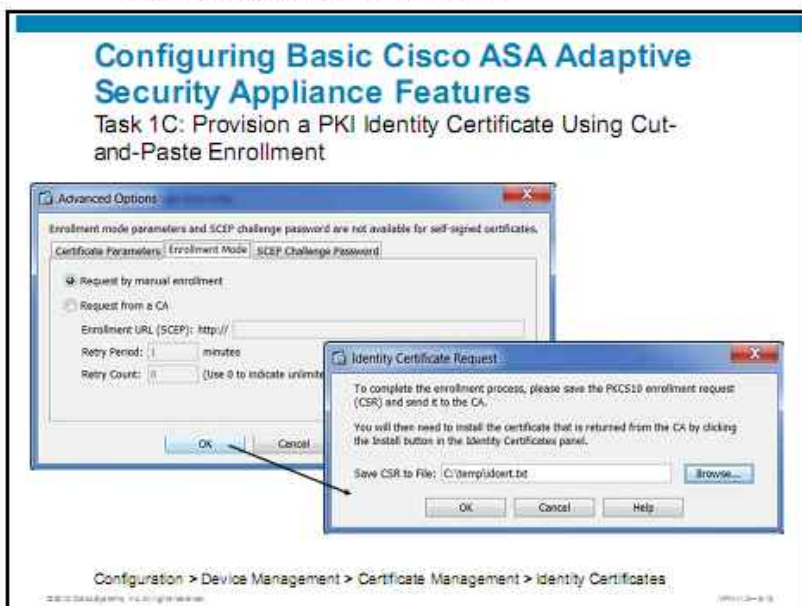 Configuring Basic Cisco ASA Adaptive
Security Appliance Features
Task 1C: Provision a PKI Identity Certificate Using Cut-
and-Paste Enrollment
Advanced Options
Enrollment mode parameters and SCEP challenge password are not available for self-signed certificates.
Certificate Parameters Enrollment Mode SCEP Challenge Password
Request by manual enrollment
Request from a CA
Enrollment URL (SCEP): http://
Retry Period: 1 minutes
Retry Count: 0 (Use 0 to indicate unlimite
OK Cancel
Identity Certificate Request
To complete the enrollment process, please save the PKCS10 enrollment request
(CSR) and send it to the CA.
You will then need to install the certificate that is returned from the CA by clicking
the Install button in the Identity Certificates panel.
Save CSR to File: C:\temp\idcert.txt Browse...
OK Cancel Help
Configuration > Device Management > Certificate Management > Identity Certificates